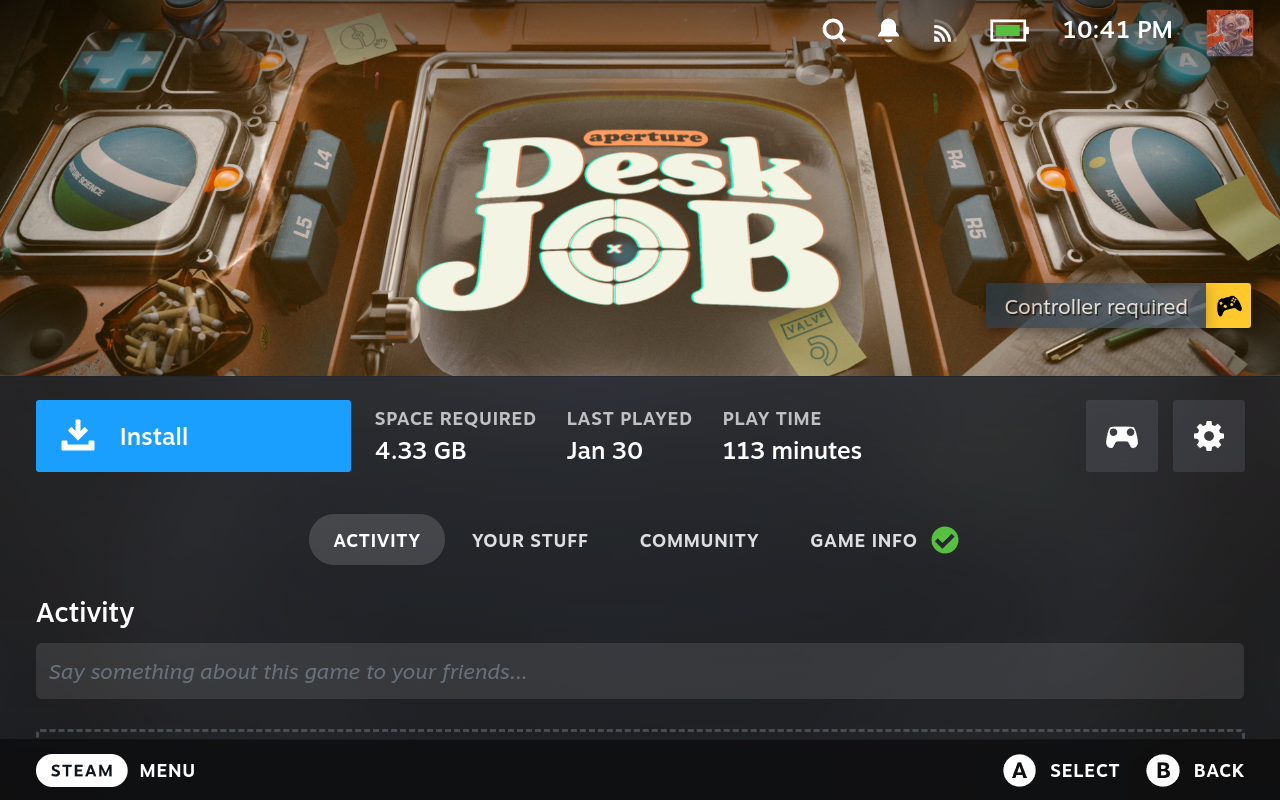 10:41 PM
A
L4
L5
R4
R5
aperture
Desk
JOB
VALVE
Controller required
Install
SPACE REQUIRED
4.33 GB
LAST PLAYED
Jan 30
PLAY TIME
113 minutes
ACTIVITY
YOUR STUFF
COMMUNITY
GAME INFO
Activity
Say something about this game to your friends...
STEAM
MENU
A
SELECT
B
BACK